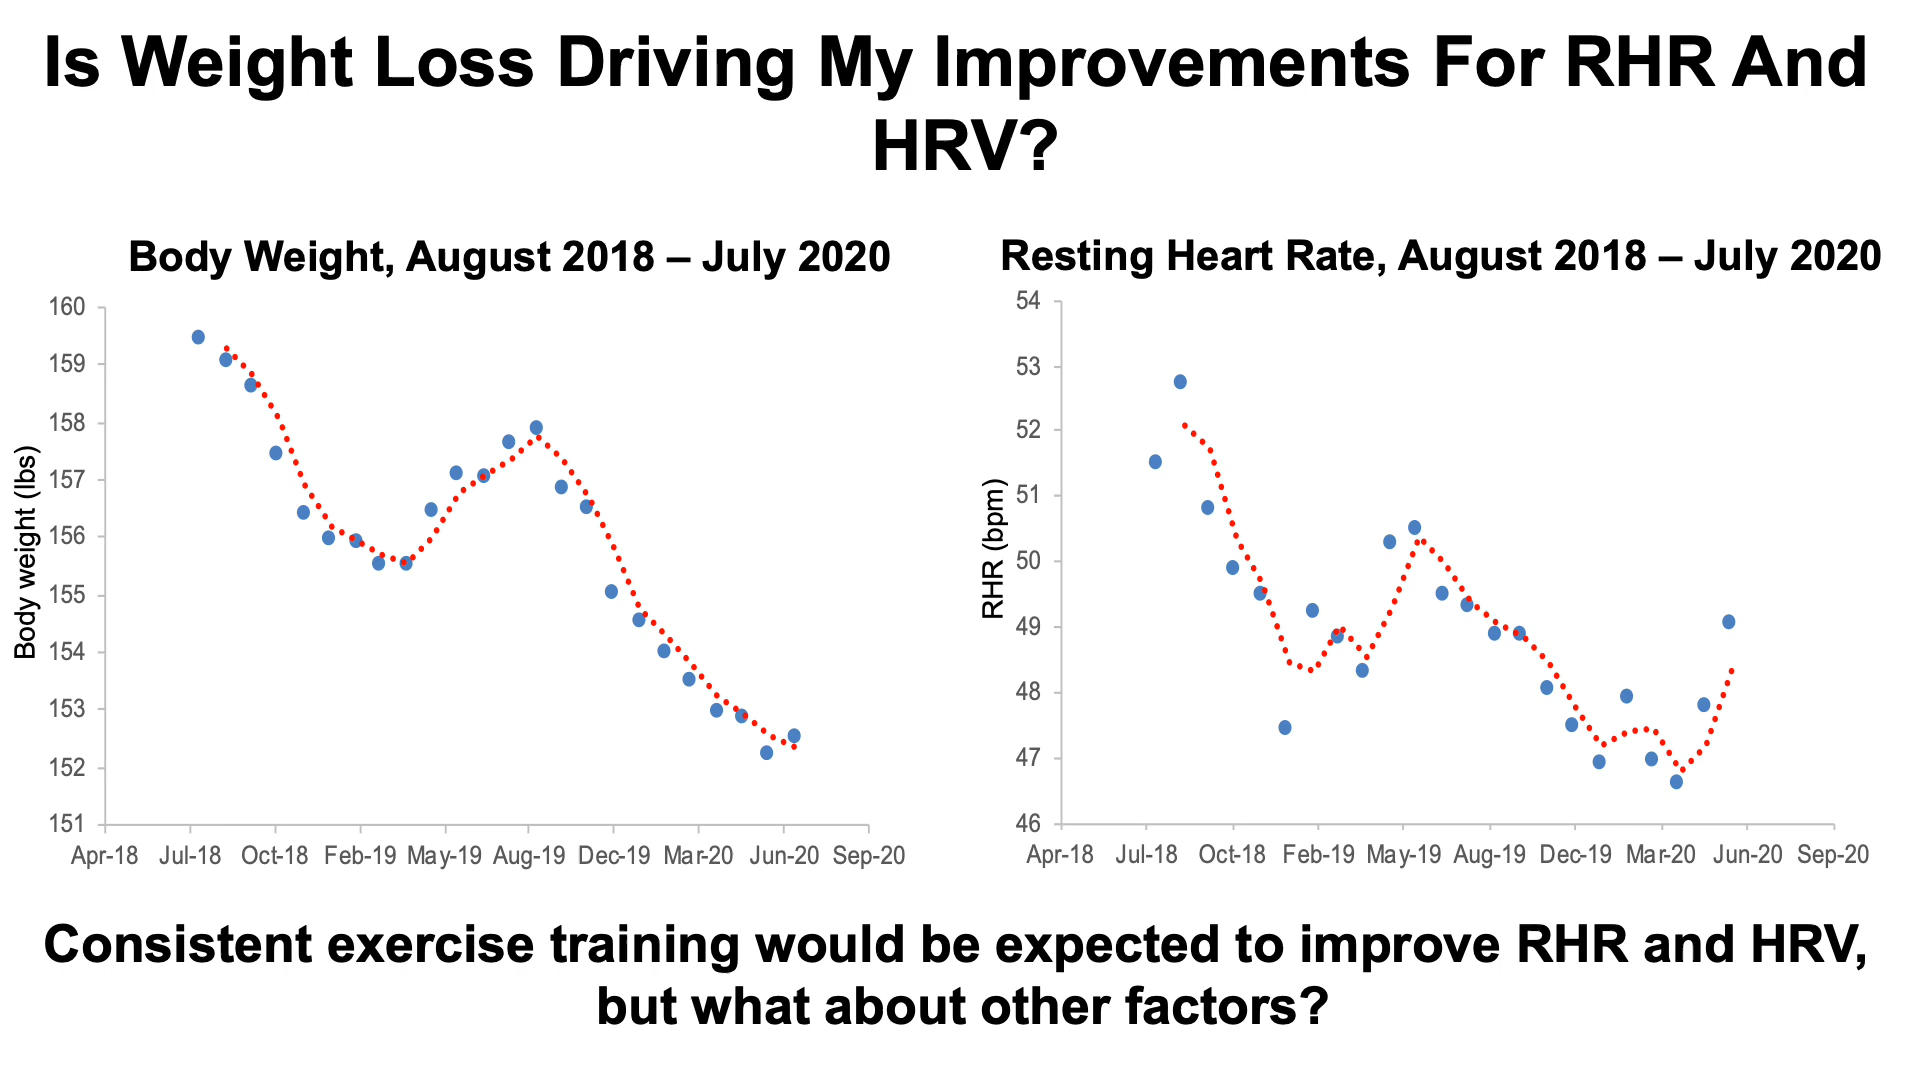 Is Weight Loss Driving My Improvements For RHR And
HRV?
Body Weight, August 2018 – July 2020
160
159
158
157
156
155
154
153
152
151
Body weight (lbs)
Apr-18 Jul-18 Oct-18 Feb-19 May-19 Aug-19 Dec-19 Mar-20 Jun-20 Sep-20
Resting Heart Rate, August 2018 – July 2020
54
53
52
51
50
49
48
47
46
RHR (bpm)
Apr-18 Jul-18 Oct-18 Feb-19 May-19 Aug-19 Dec-19 Mar-20 Jun-20 Sep-20
Consistent exercise training would be expected to improve RHR and HRV,
but what about other factors?